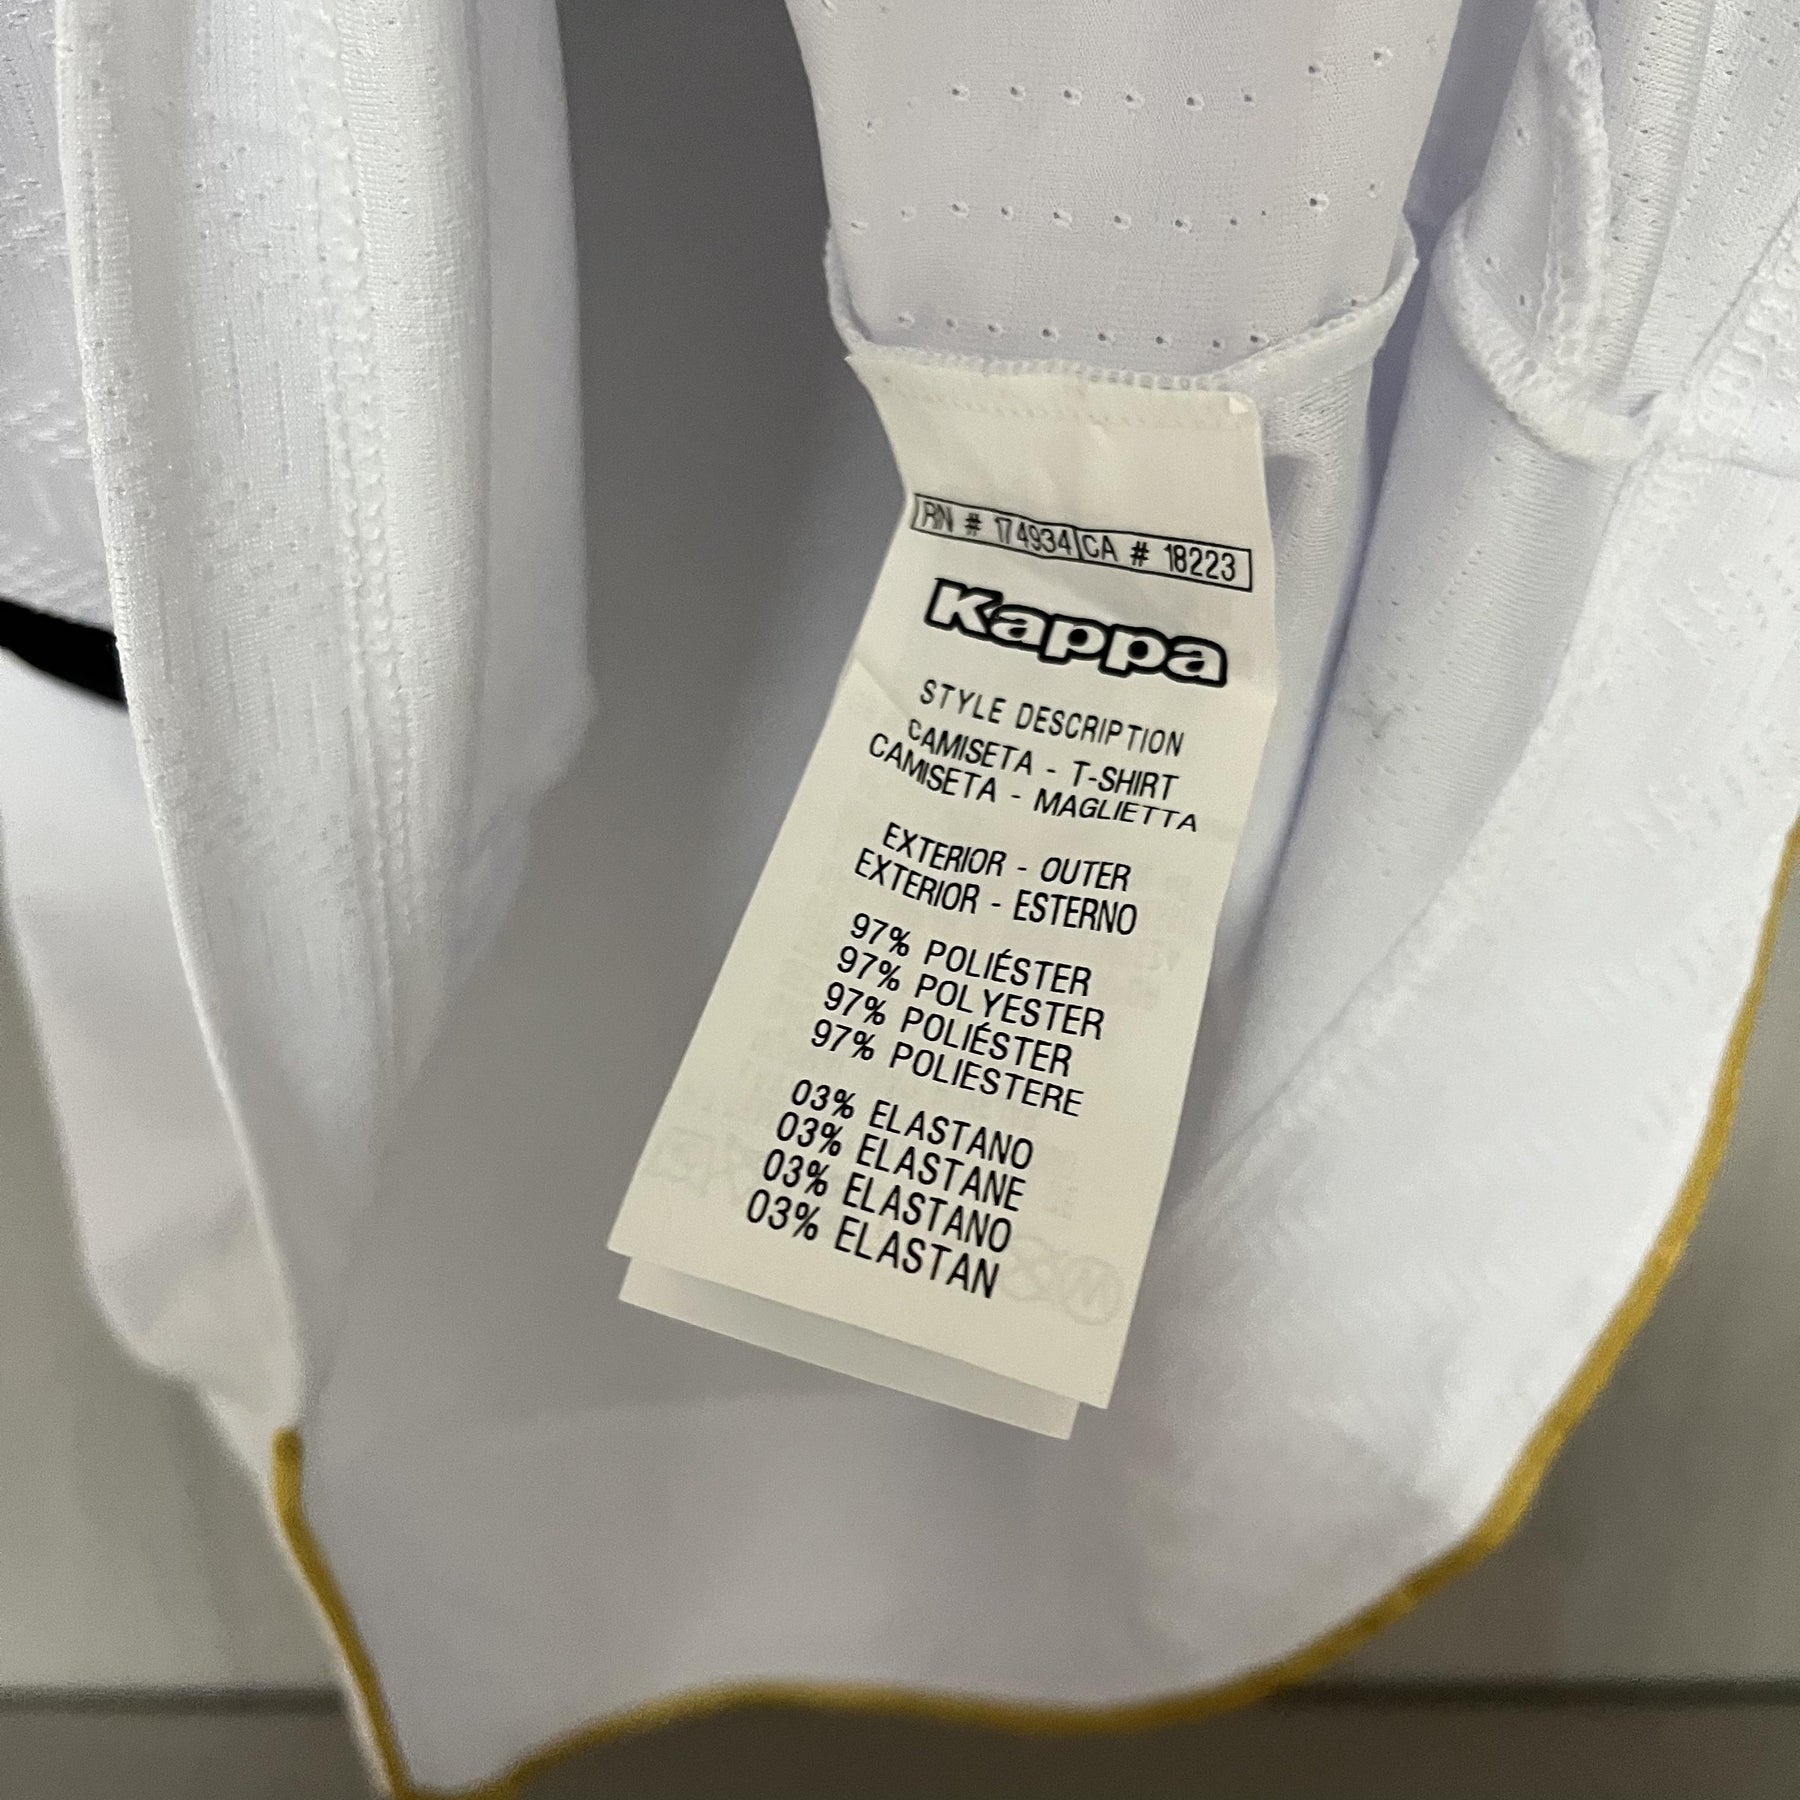 RN # 174934 CA # 18223
Kappa
STYLE DESCRIPTION
CAMISETA - T-SHIRT
CAMISETA - MAGLIETTA
EXTERIOR - OUTER
EXTERIOR - ESTERNO
97% POLIÉSTER
97% POLYESTER
97% POLIÉSTER
97% POLIESTERE
03% ELASTANO
03% ELASTANE
03% ELASTANO
03% ELASTAN